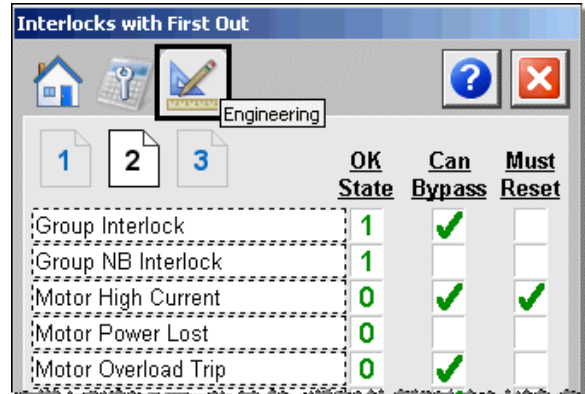 Interlocks with First Out
?
Engineering
1 2 3
OK Can Must
State Bypass Reset
Group Interlock 1
Group NB Interlock 1
Motor High Current 0
Motor Power Lost 0
Motor Overload Trip 0